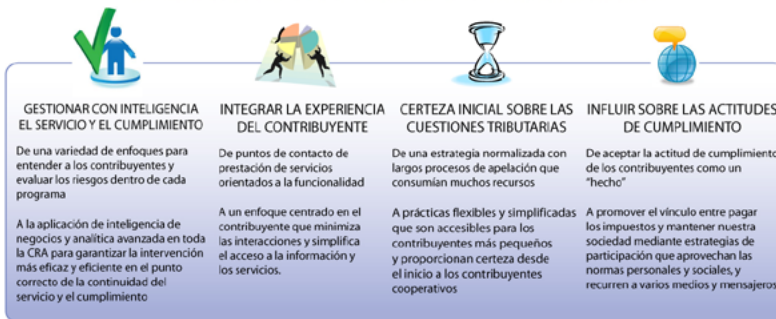 GESTIONAR CON INTELIGENCIA
EL SERVICIO Y EL CUMPLIMIENTO
De una variedad de enfoques para
entender a los contribuyentes y
evaluar los riesgos dentro de cada
programa
A la aplicación de inteligencia de
negocios y analítica avanzada en toda
la CRA para garantizar la intervención
más eficaz y eficiente en el punto
correcto de la continuidad del
servicio y el cumplimiento
INTEGRAR LA EXPERIENCIA
DEL CONTRIBUYENTE
De puntos de contacto de
prestación de servicios
orientados a la funcionalidad
A un enfoque centrado en el
contribuyente que minimiza
las interacciones y simplifica
el acceso a la información y
los servicios.
CERTEZA INICIAL SOBRE LAS
CUESTIONES TRIBUTARIAS
De una estrategia normalizada con
largos procesos de apelación que
consumían muchos recursos
A prácticas flexibles y simplificadas
que son accesibles para los
contribuyentes más pequeños
y proporcionan certeza desde
el inicio a los contribuyentes
cooperativos
INFLUIR SOBRE LAS ACTITUDES
DE CUMPLIMIENTO
De aceptar la actitud de cumplimiento
de los contribuyentes como un
"hecho"
A promover el vínculo entre pagar
los impuestos y mantener nuestra
sociedad mediante estrategias de
participación que aprovechan las
normas personales y sociales, y
recurren a varios medios y mensajeros